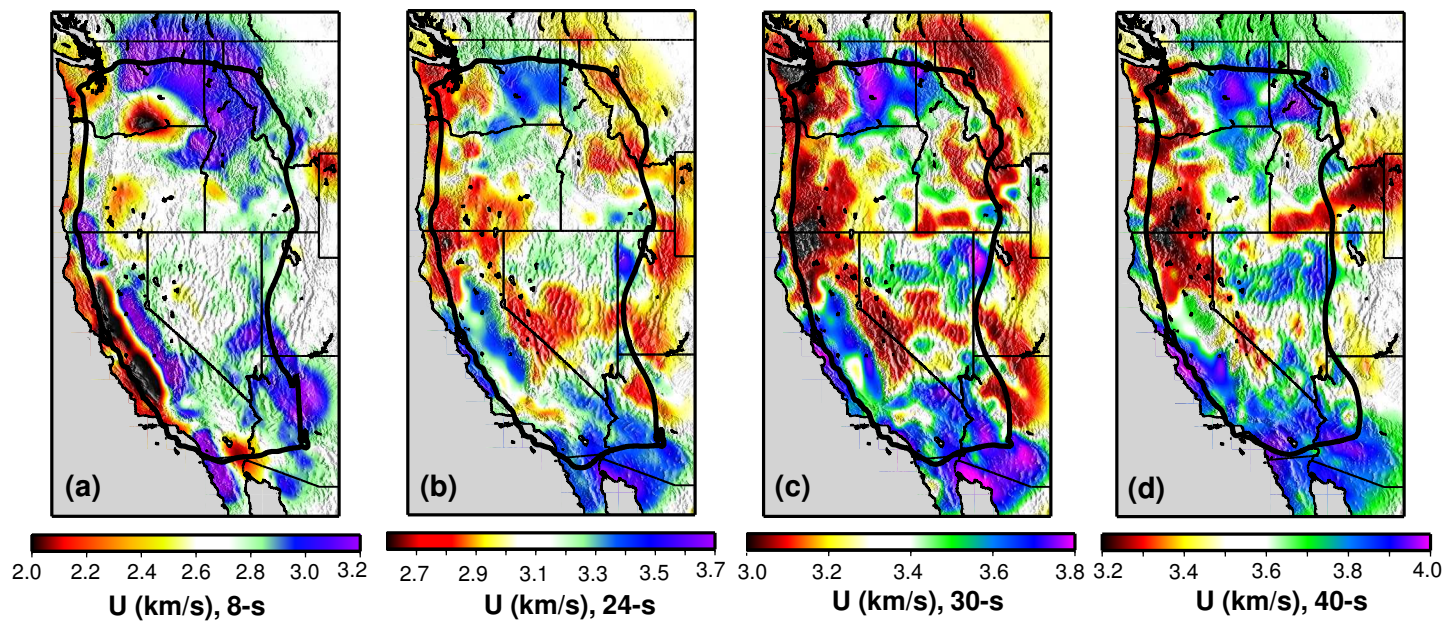 (a) (b) (c) (d)
2.0 2.2 2.4 2.6 2.8 3.0 3.2
2.7 2.9 3.1 3.3 3.5 3.7
3.0 3.2 3.4 3.6 3.8
3.2 3.4 3.6 3.8 4.0
U (km/s), 8-s
U (km/s), 24-s
U (km/s), 30-s
U (km/s), 40-s